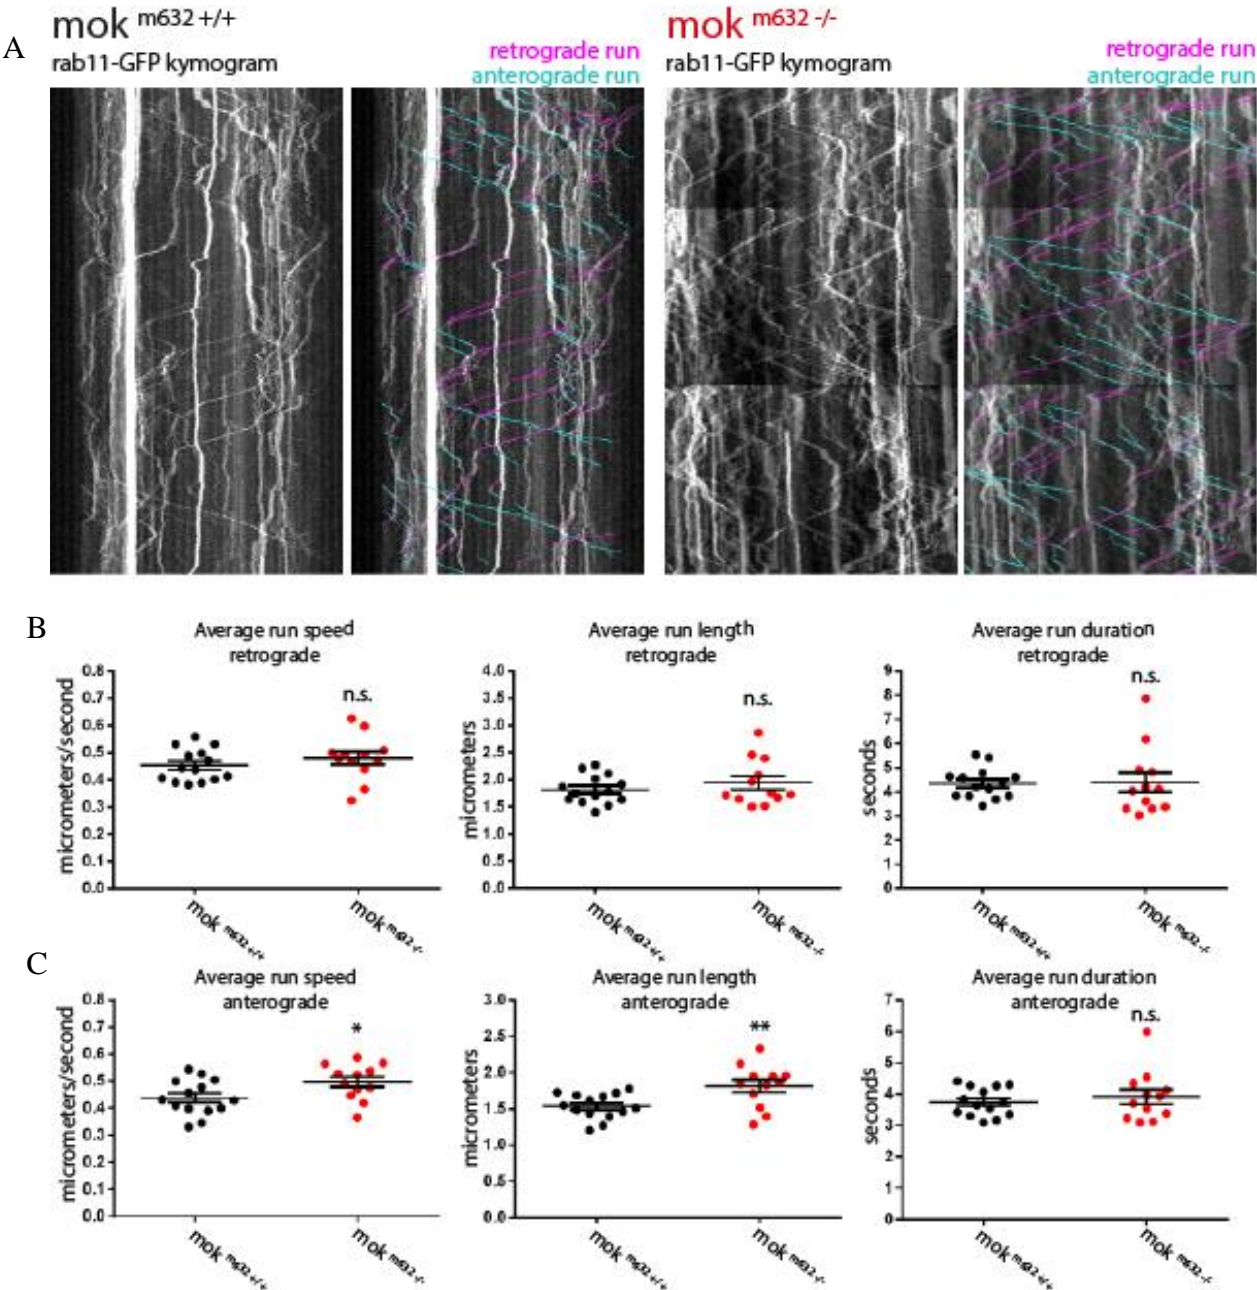 A
mok m632 +/+
rab11-GFP kymogram
retrograde run
anterograde run
mok m632 -/-
rab11-GFP kymogram
retrograde run
anterograde run
B
Average run speed
retrograde
micrometers/second
0.8
0.7
0.6
0.5
0.4
0.3
0.2
0.1
0.0
n.s.
mok m632 +/+
mok m632 -/-
Average run length
retrograde
micrometers
4.0
3.5
3.0
2.5
2.0
1.5
1.0
0.5
0.0
n.s.
mok m632 +/+
mok m632 -/-
Average run duration
retrograde
seconds
9
8
7
6
5
4
3
2
1
0
n.s.
mok m632 +/+
mok m632 -/-
C
Average run speed
anterograde
micrometers/second
0.8
0.7
0.6
0.5
0.4
0.3
0.2
0.1
0.0
*
mok m632 +/+
mok m632 -/-
Average run length
anterograde
micrometers
3.0
2.5
2.0
1.5
1.0
0.5
0.0
**
mok m632 +/+
mok m632 -/-
Average run duration
anterograde
seconds
7
6
5
4
3
2
1
0
n.s.
mok m632 +/+
mok m632 -/-